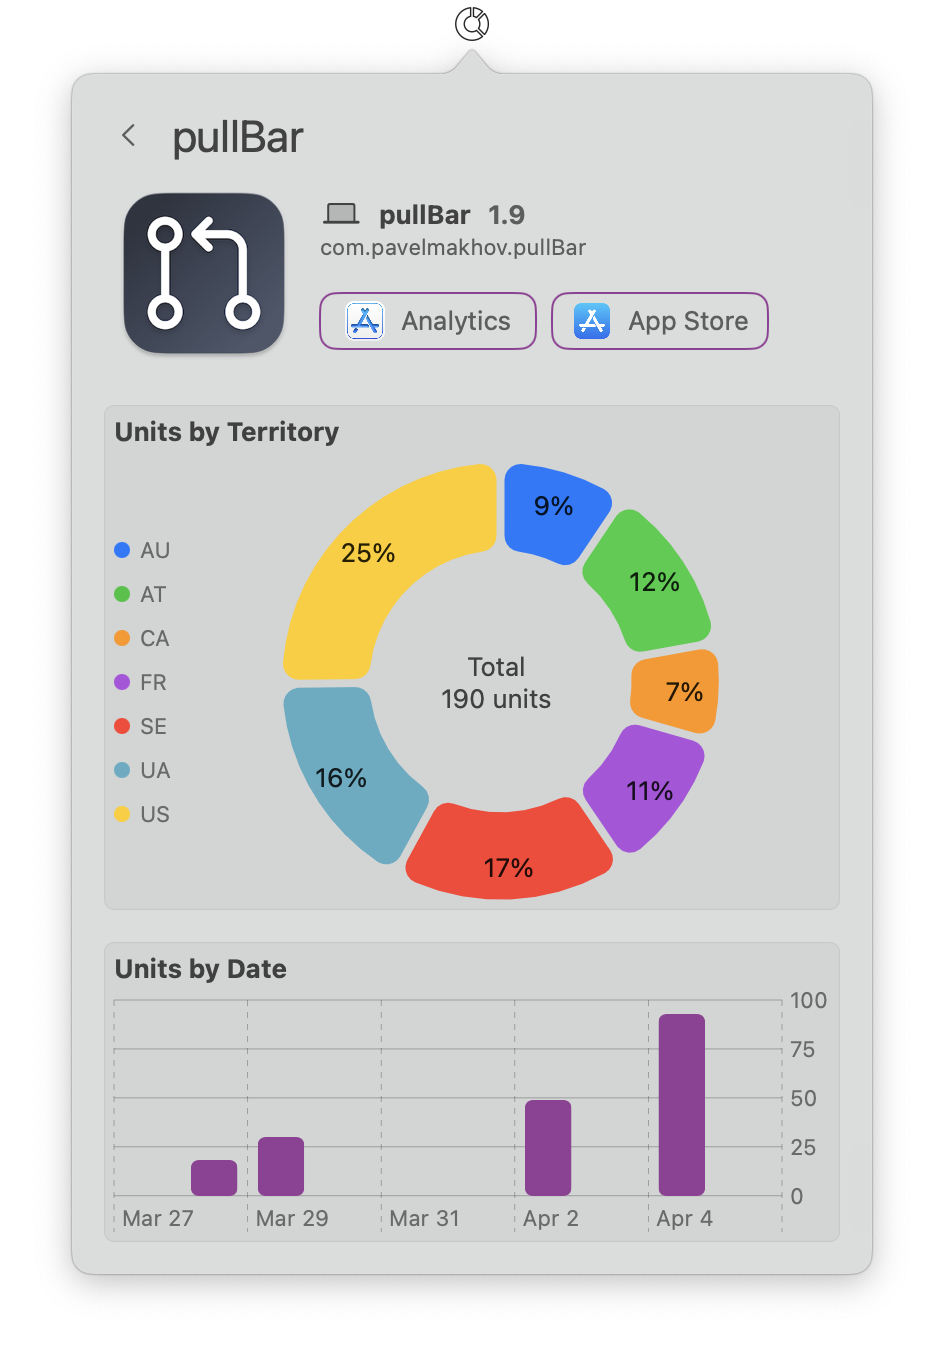 pullBar
pullBar 1.9
com.pavelmakhov.pullBar
Analytics
App Store
Units by Territory
AU
AT
CA
FR
SE
UA
US
9%
12%
7%
11%
17%
16%
25%
Total
190 units
Units by Date
100
75
50
25
0
Mar 27
Mar 29
Mar 31
Apr 2
Apr 4